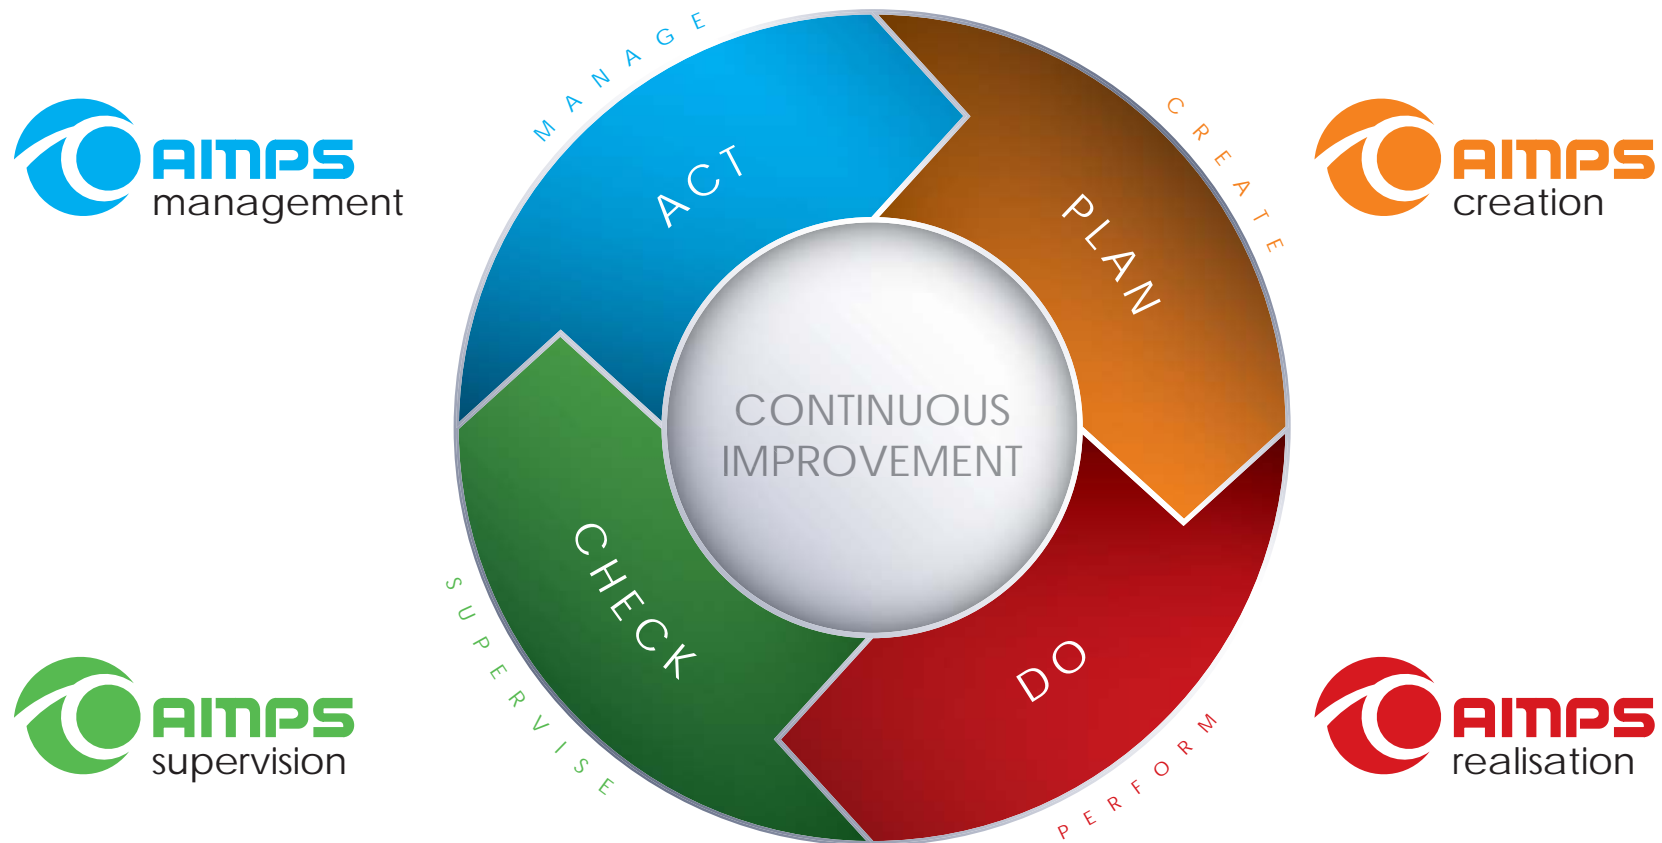 MANAGE
CREATE
AIMPS
management
ACT
PLAN
AIMPS
creation
CONTINUOUS
IMPROVEMENT
CHECK
DO
SUPERVISE
PERFORM
AIMPS
supervision
AIMPS
realisation